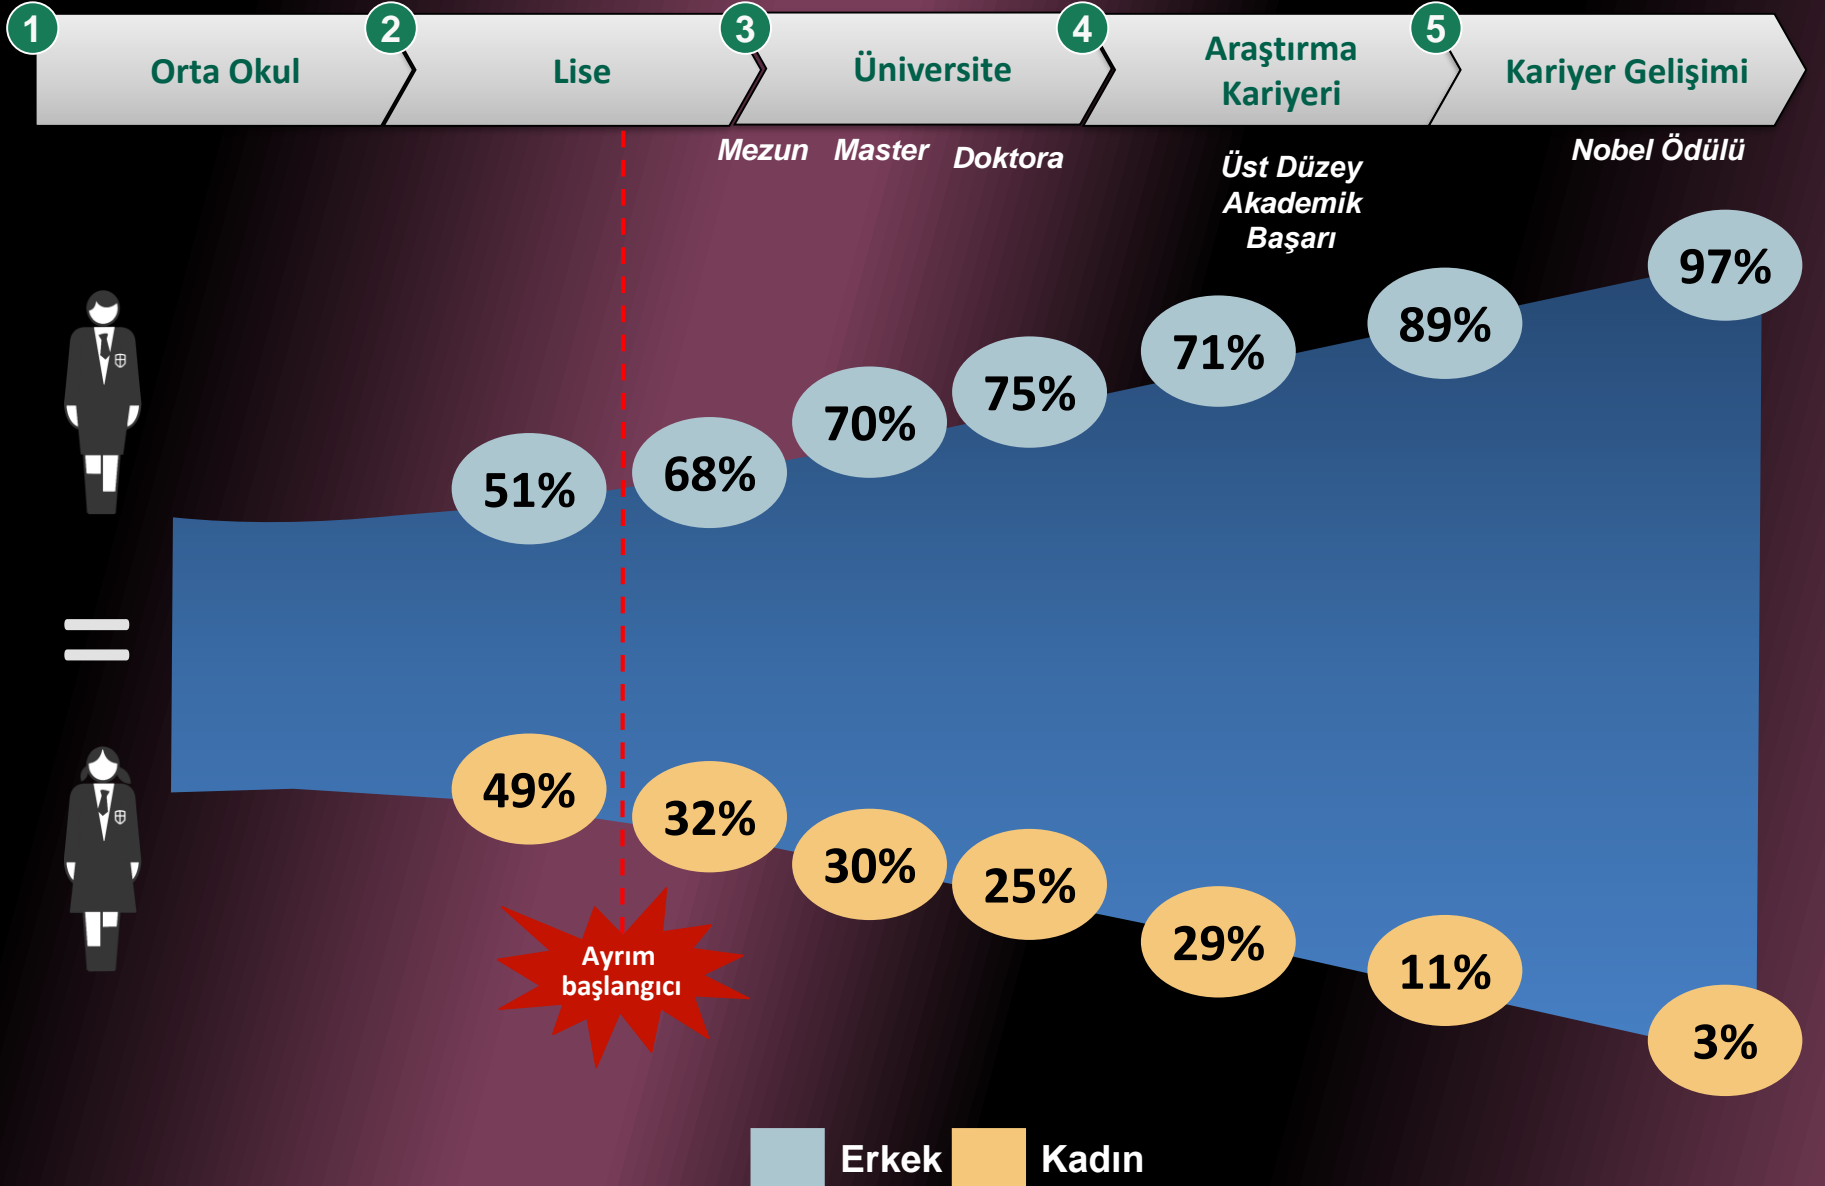 1
Orta Okul
2
Lise
3
Üniversite
4
Araştırma
Kariyeri
5
Kariyer Gelişimi
Mezun
Master
Doktora
Üst Düzey
Akademik
Başarı
Nobel Ödülü
51%
68%
70%
75%
71%
89%
97%
49%
32%
30%
25%
29%
11%
3%
Ayrım
başlangıcı
Erkek
Kadın